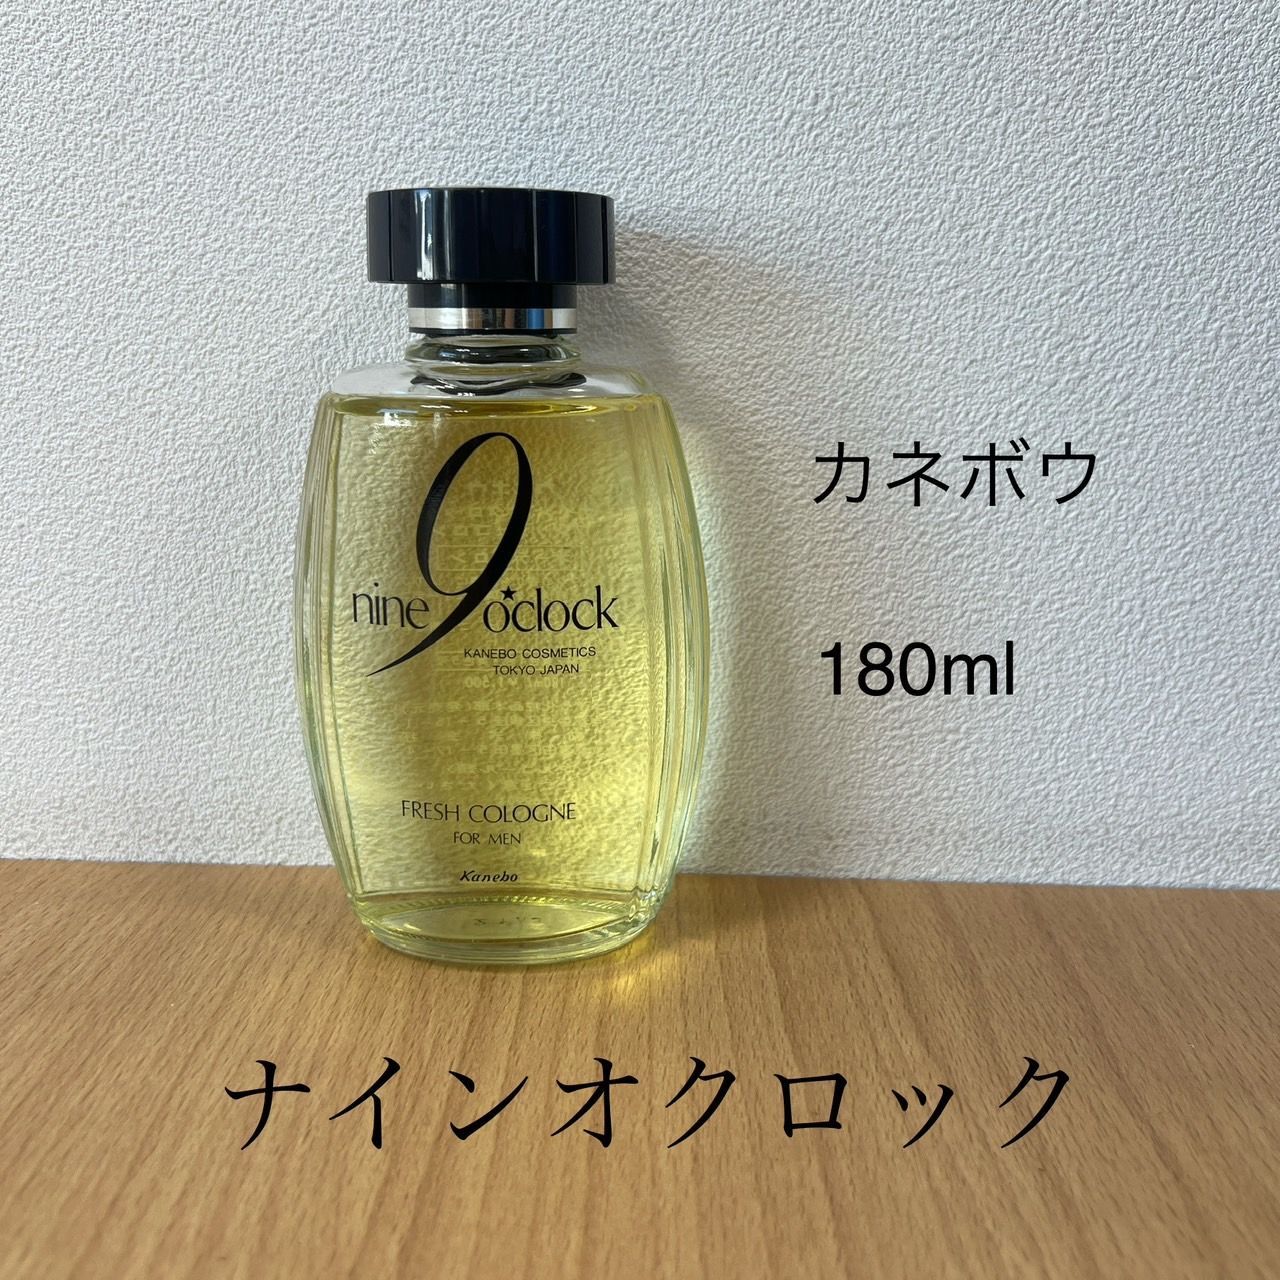 9
nine o'clock
KANEBO COSMETICS
TOKYO JAPAN
FRESH COLOGNE
FOR MEN
Kanebo
カネボウ
180ml
ナインオクロック